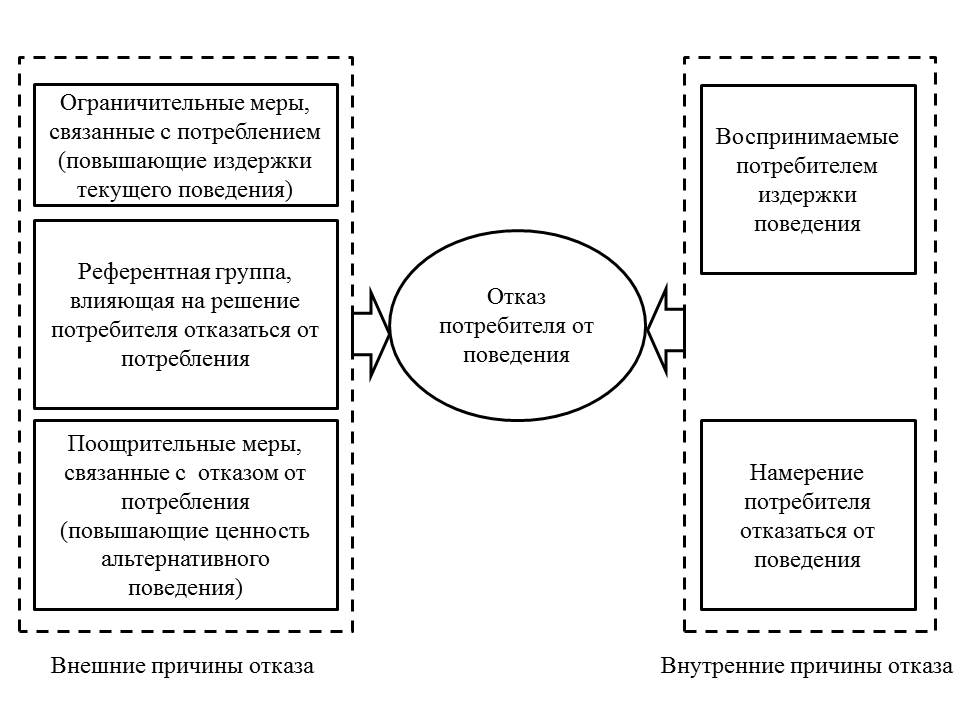 Ограничительные меры,
связанные с потреблением
(повышающие издержки
текущего поведения)
Референтная группа,
влияющая на решение
потребителя отказаться от
потребления
Поощрительные меры,
связанные с отказом от
потребления
(повышающие ценность
альтернативного
поведения)
Внешние причины отказа
Отказ
потребителя от
поведения
Воспринимаемые
потребителем
издержки
поведения
Намерение
потребителя
отказаться от
поведения
Внутренние причины отказа